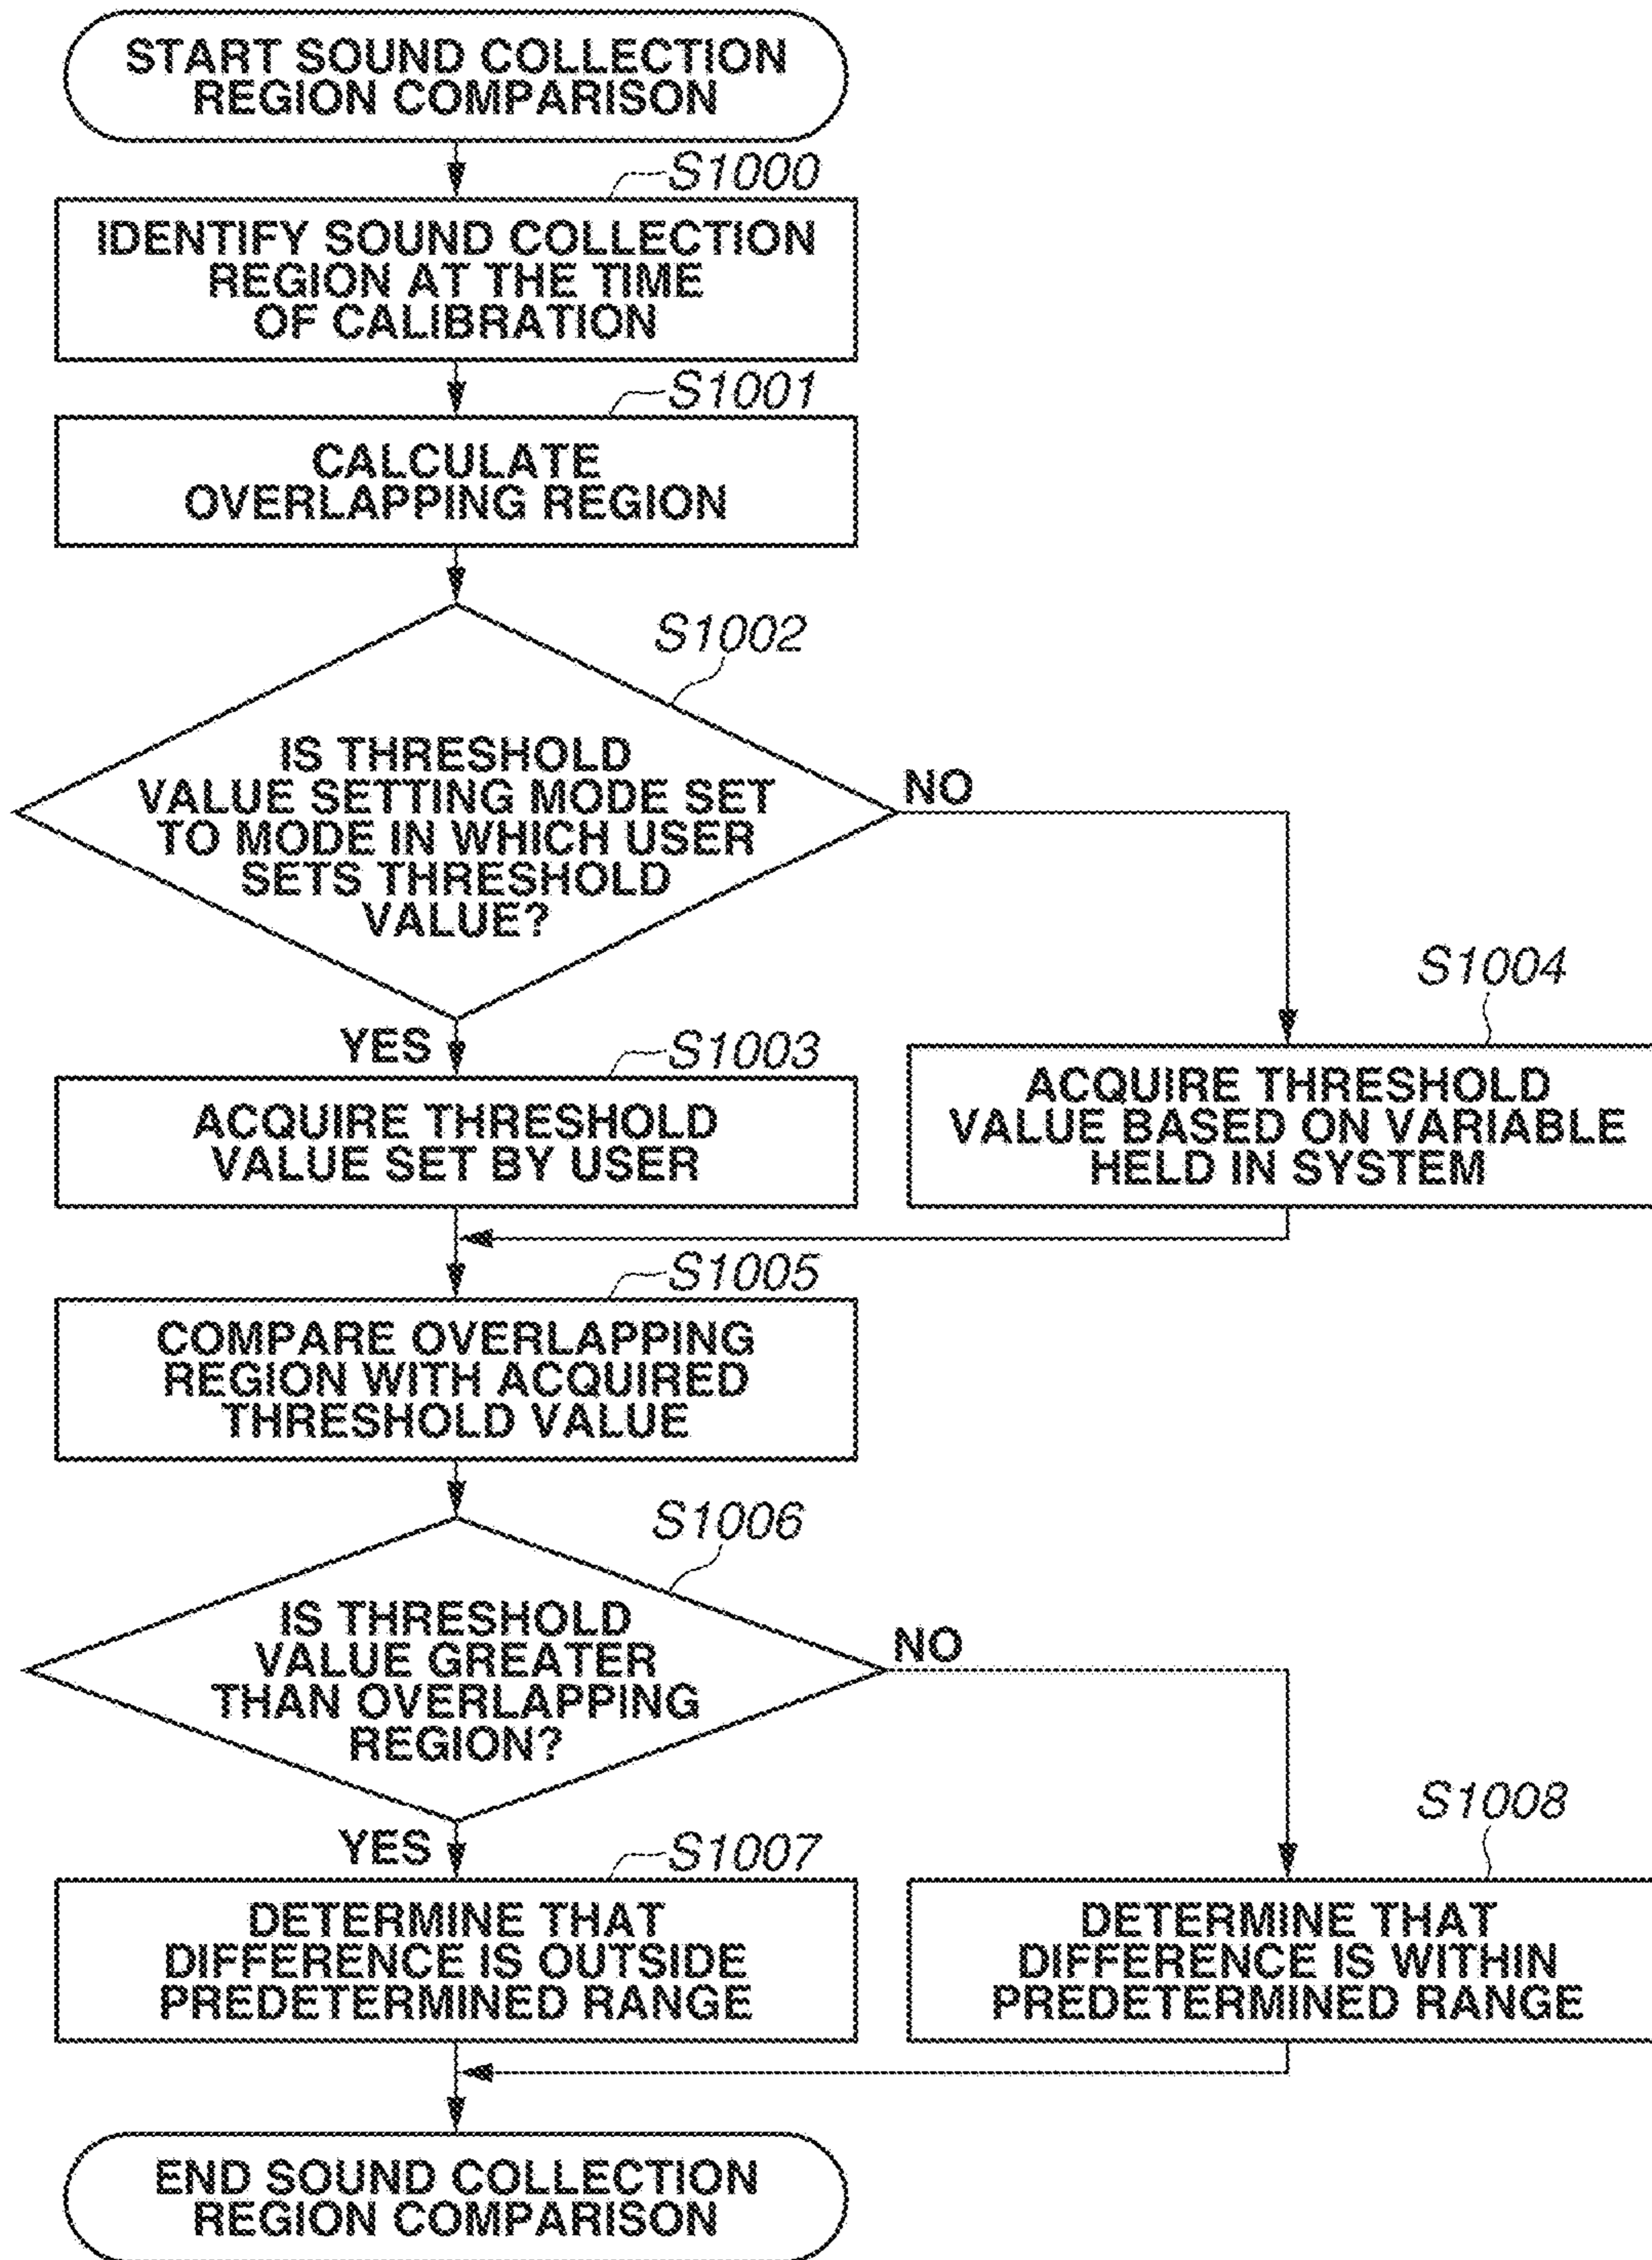 START SOUND COLLECTION
REGION COMPARISON
S1000
IDENTIFY SOUND COLLECTION
REGION AT THE TIME
OF CALIBRATION
S1001
CALCULATE
OVERLAPPING REGION
S1002
IS THRESHOLD
VALUE SETTING MODE SET
TO MODE IN WHICH USER
SETS THRESHOLD
VALUE?
NO
YES
S1003
ACQUIRE THRESHOLD
VALUE SET BY USER
S1004
ACQUIRE THRESHOLD
VALUE BASED ON VARIABLE
HELD IN SYSTEM
S1005
COMPARE OVERLAPPING
REGION WITH ACQUIRED
THRESHOLD VALUE
S1006
IS THRESHOLD
VALUE GREATER
THAN OVERLAPPING
REGION?
NO
YES
S1007
DETERMINE THAT
DIFFERENCE IS OUTSIDE
PREDETERMINED RANGE
S1008
DETERMINE THAT
DIFFERENCE IS WITHIN
PREDETERMINED RANGE
END SOUND COLLECTION
REGION COMPARISON